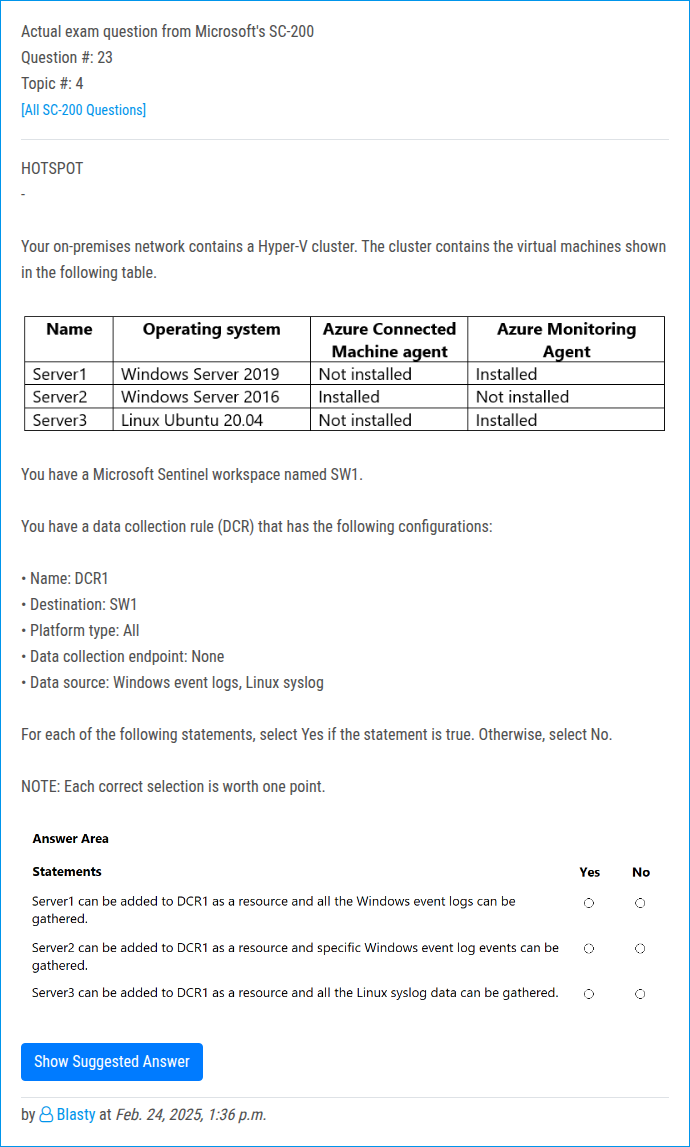 Actual exam question from Microsoft's SC-200
Question #: 23
Topic #: 4
[All SC-200 Questions]
HOTSPOT
-
Your on-premises network contains a Hyper-V cluster. The cluster contains the virtual machines shown
in the following table.
Name Operating system Azure Connected Machine agent Azure Monitoring Agent
Server1 Windows Server 2019 Not installed Installed
Server2 Windows Server 2016 Installed Not installed
Server3 Linux Ubuntu 20.04 Not installed Installed
You have a Microsoft Sentinel workspace named SW1.
You have a data collection rule (DCR) that has the following configurations:
• Name: DCR1
• Destination: SW1
• Platform type: All
• Data collection endpoint: None
• Data source: Windows event logs, Linux syslog
For each of the following statements, select Yes if the statement is true. Otherwise, select No.
NOTE: Each correct selection is worth one point.
Answer Area
Statements Yes No
Server1 can be added to DCR1 as a resource and all the Windows event logs can be
gathered.
Server2 can be added to DCR1 as a resource and specific Windows event log events can be
gathered.
Server3 can be added to DCR1 as a resource and all the Linux syslog data can be gathered.
Show Suggested Answer
by Blasty at Feb. 24, 2025, 1:36 p.m.